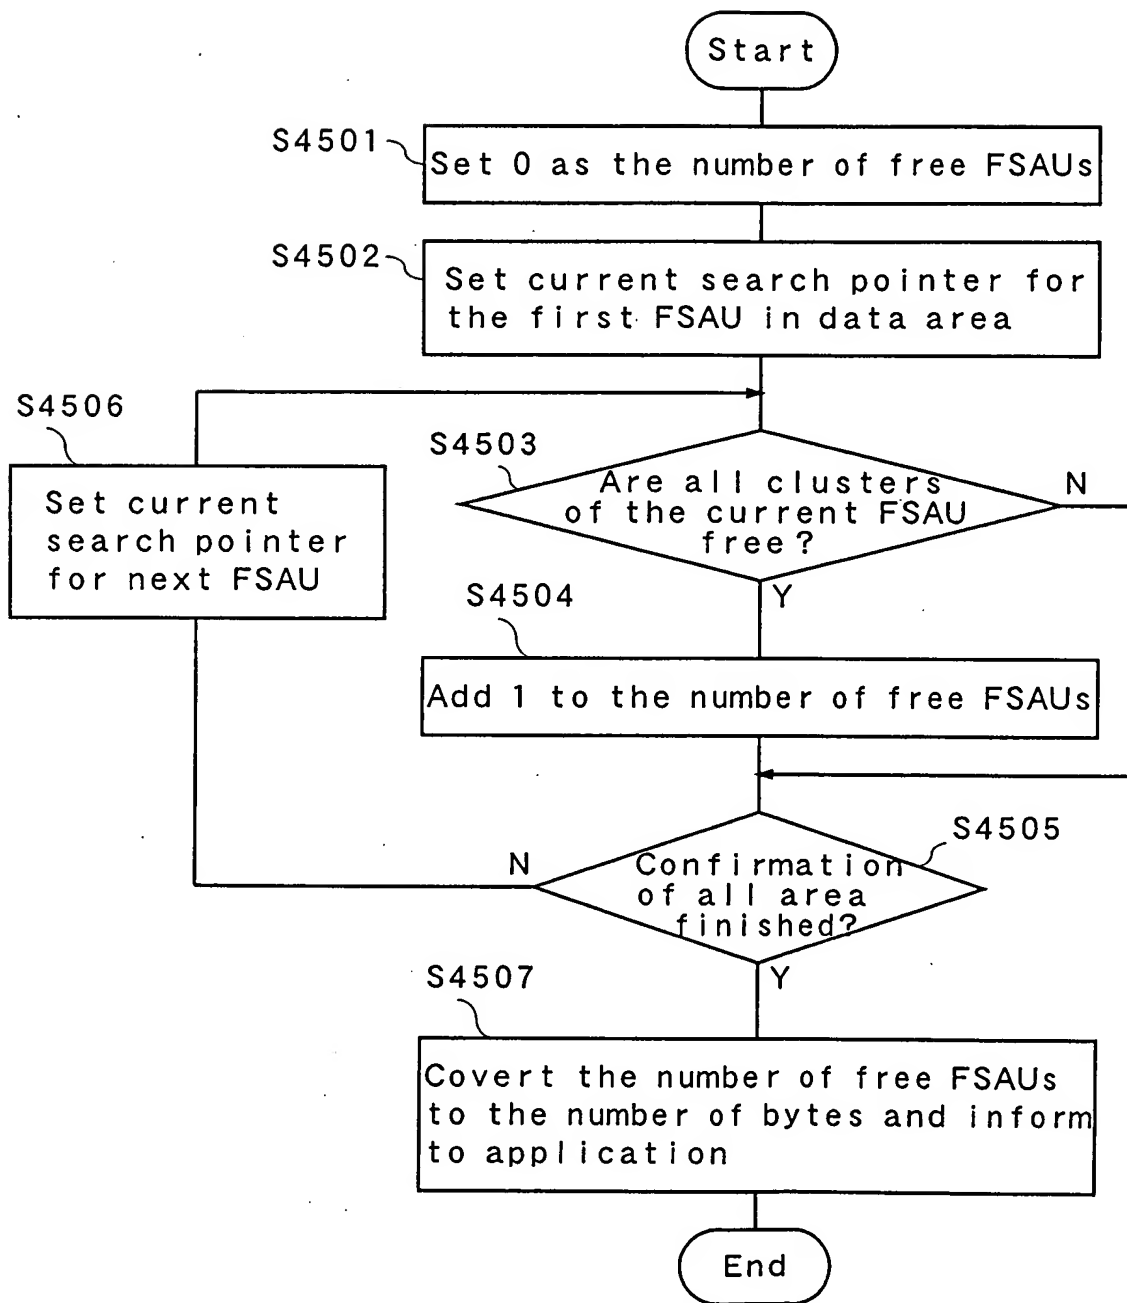 Start
S4501
Set 0 as the number of free FSAUs
S4502
Set current search pointer for
the first FSAU in data area
S4506
Set current
search pointer
for next FSAU
S4503
Are all clusters
of the current FSAU
free?
N
Y
S4504
Add 1 to the number of free FSAUs
S4505
Confirmation
of all area
finished?
N
Y
S4507
Covert the number of free FSAUs
to the number of bytes and inform
to application
End